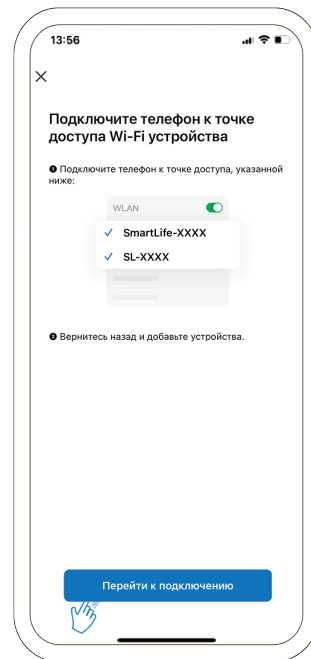 13:56
Подключите телефон к точке
доступа Wi-Fi устройства
❶ Подключите телефон к точке доступа, указанной
ниже:
WLAN
SmartLife-XXXX
SL-XXXX
❷ Вернитесь назад и добавьте устройства.
Перейти к подключению